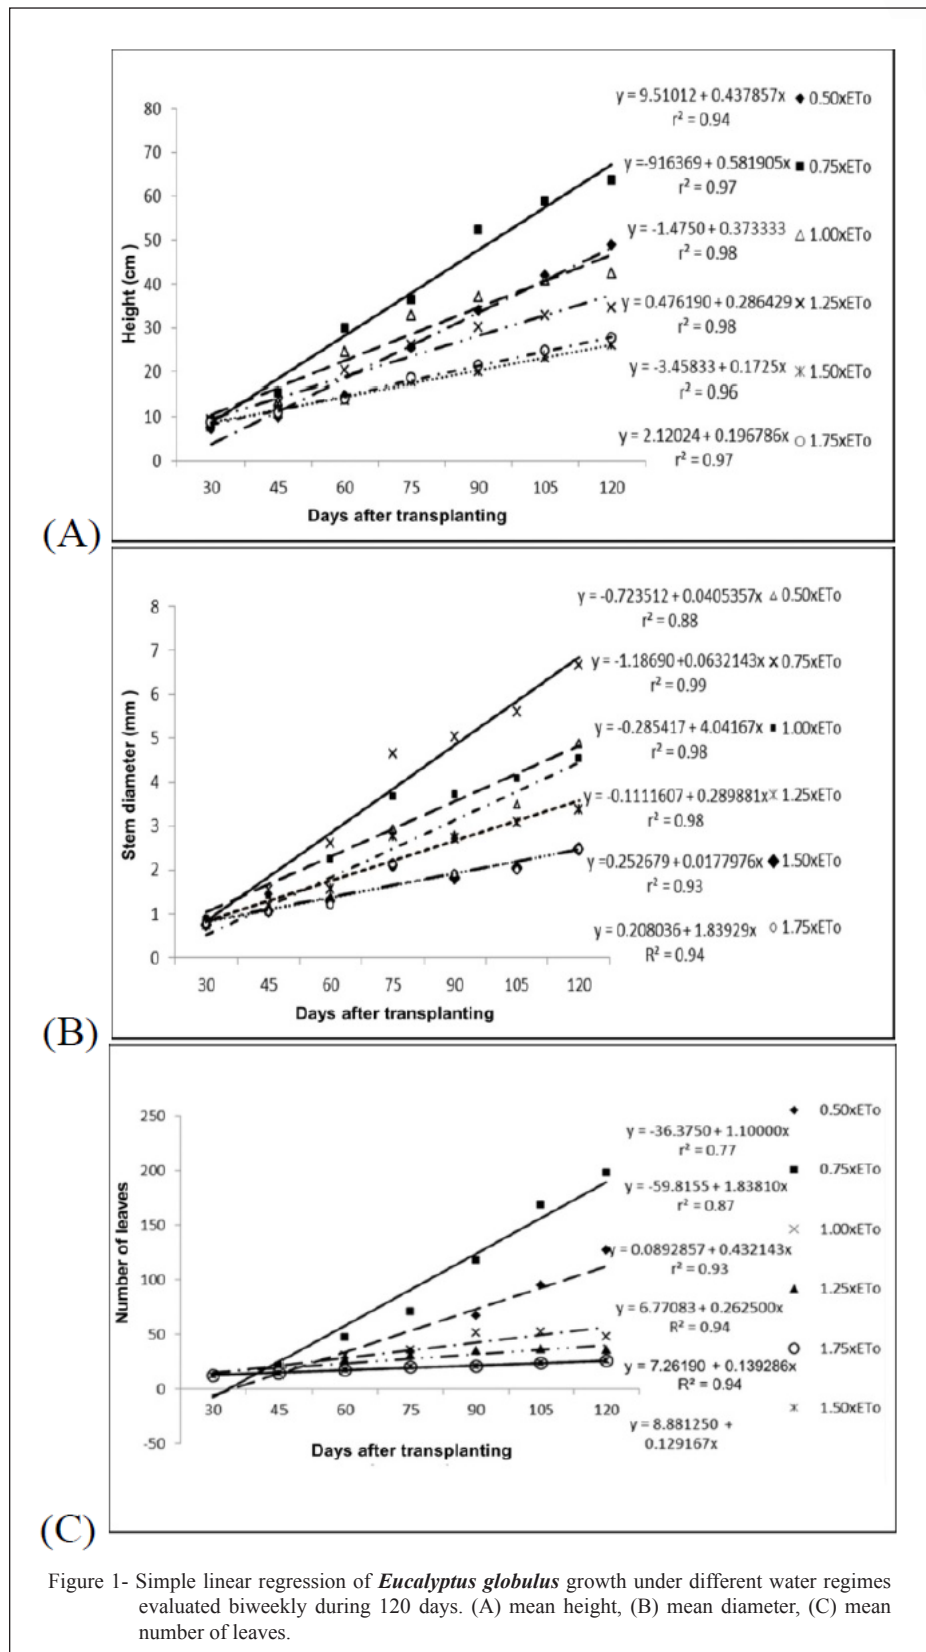 80
70
60
50
40
30
20
10
0
Height (cm )
30 45 60 75 90 105 120
Days after transplanting
y = 9.51012 + 0.437857x ◆ 0.50xETo
r² = 0.94
y =-916369 + 0.581905x ■ 0.75xETo
r² = 0.97
y = -1.4750 + 0.373333 △ 1.00xETo
r² = 0.98
y = 0.476190 + 0.286429 × 1.25xETo
r² = 0.98
y = -3.45833 + 0.1725x ж 1.50xETo
r² = 0.96
y = 2.12024 + 0.196786x ○ 1.75xETo
r² = 0.97
(A)
8
7
6
5
4
3
2
1
0
Stem diameter (mm )
30 45 60 75 90 105 120
Days after transplanting
y = -0.723512 + 0.0405357x △ 0.50xETo
r² = 0.88
y = -1.18690 +0.0632143x × 0.75xETo
r² = 0.99
y = -0.285417 + 4.04167x ■ 1.00xETo
r² = 0.98
y = -0.1111607 + 0.289881x ж 1.25xETo
r² = 0.98
y =0.252679 + 0.0177976x ◆ 1.50xETo
r² = 0.93
y = 0.208036 + 1.83929x ○ 1.75xETo
R² = 0.94
(B)
250
200
150
100
50
0
-50
Number of leaves
30 45 60 75 90 105 120
Days after transplanting
◆ 0.50xETo
y = -36.3750 + 1.10000x
r² = 0.77
■ 0.75xETo
y = -59.8155 + 1.83810x
r² = 0.87
× 1.00xETo
y = 0.0892857 + 0.432143x
r² = 0.93
▲ 1.25xETo
y = 6.77083 + 0.262500x
R² = 0.94
○ 1.75xETo
y = 7.26190 + 0.139286x
R² = 0.94
ж 1.50xETo
y = 8.881250 +
0.129167x
(C)
Figure 1- Simple linear regression of Eucalyptus globulus growth under different water regimes
evaluated biweekly during 120 days. (A) mean height, (B) mean diameter, (C) mean
number of leaves.